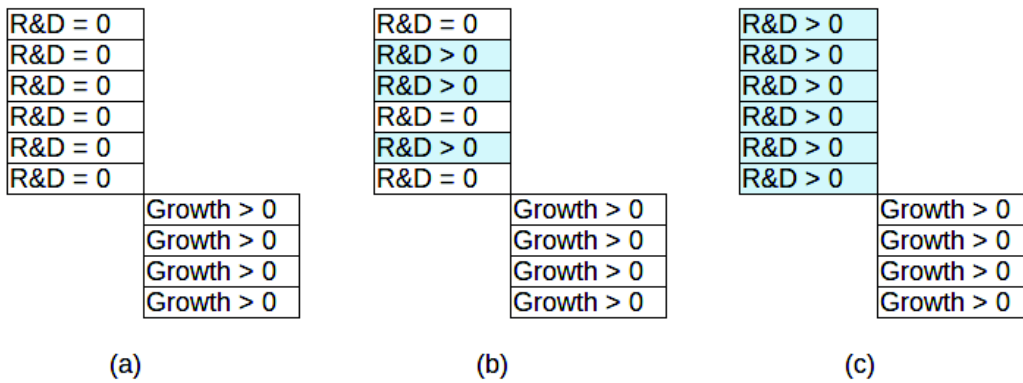 R&D = 0 R&D = 0 R&D > 0
R&D = 0 R&D > 0 R&D > 0
R&D = 0 R&D > 0 R&D > 0
R&D = 0 R&D = 0 R&D > 0
R&D = 0 R&D > 0 R&D > 0
R&D = 0 R&D = 0 R&D > 0
Growth > 0 Growth > 0 Growth > 0
Growth > 0 Growth > 0 Growth > 0
Growth > 0 Growth > 0 Growth > 0
Growth > 0 Growth > 0 Growth > 0
(a) (b) (c)